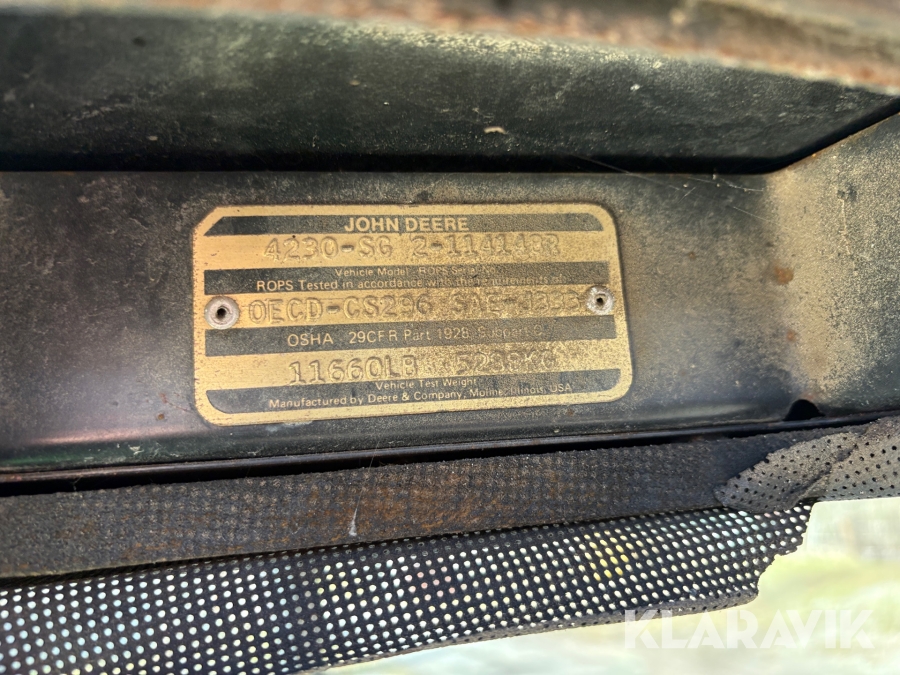 JOHN DEERE
4230-SG 2-114140R
Vehicle Model - ROPS Serial No.
ROPS Tested in accordance with the requirements of:
OECD-CS296 SAE-J333
OSHA 29CFR Part 1928, Subpart C
11660LB 5288KG
Vehicle Test Weight
Manufactured by Deere & Company, Moline, Illinois, USA
KLARAVIK